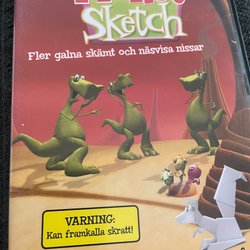 Sketch
Fler galna skämt och näsvisa nissar
VARNING:
Kan framkalla skratt!